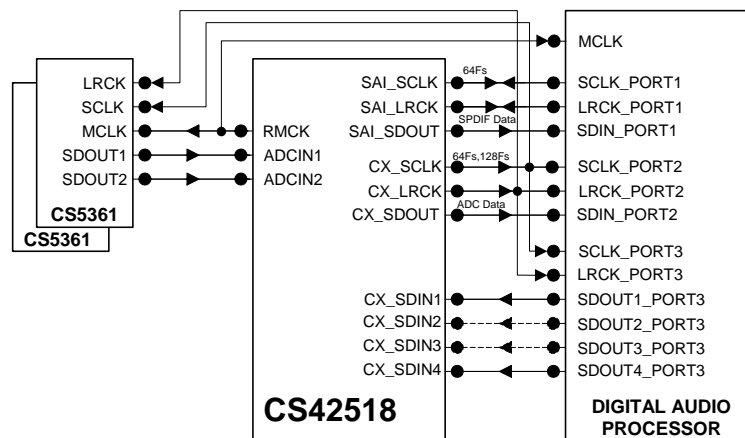 MCLK
LRCK
SCLK
MCLK
SDOUT1
SDOUT2
CS5361
CS5361
RMCK
ADCIN1
ADCIN2
SAI_SCLK
SAI_LRCK
SAI_SDOUT
CX_SCLK
CX_LRCK
CX_SDOUT
CX_SDIN1
CX_SDIN2
CX_SDIN3
CX_SDIN4
CS42518
64Fs
SPDIF Data
64Fs,128Fs
ADC Data
SCLK_PORT1
LRCK_PORT1
SDIN_PORT1
SCLK_PORT2
LRCK_PORT2
SDIN_PORT2
SCLK_PORT3
LRCK_PORT3
SDOUT1_PORT3
SDOUT2_PORT3
SDOUT3_PORT3
SDOUT4_PORT3
DIGITAL AUDIO
PROCESSOR